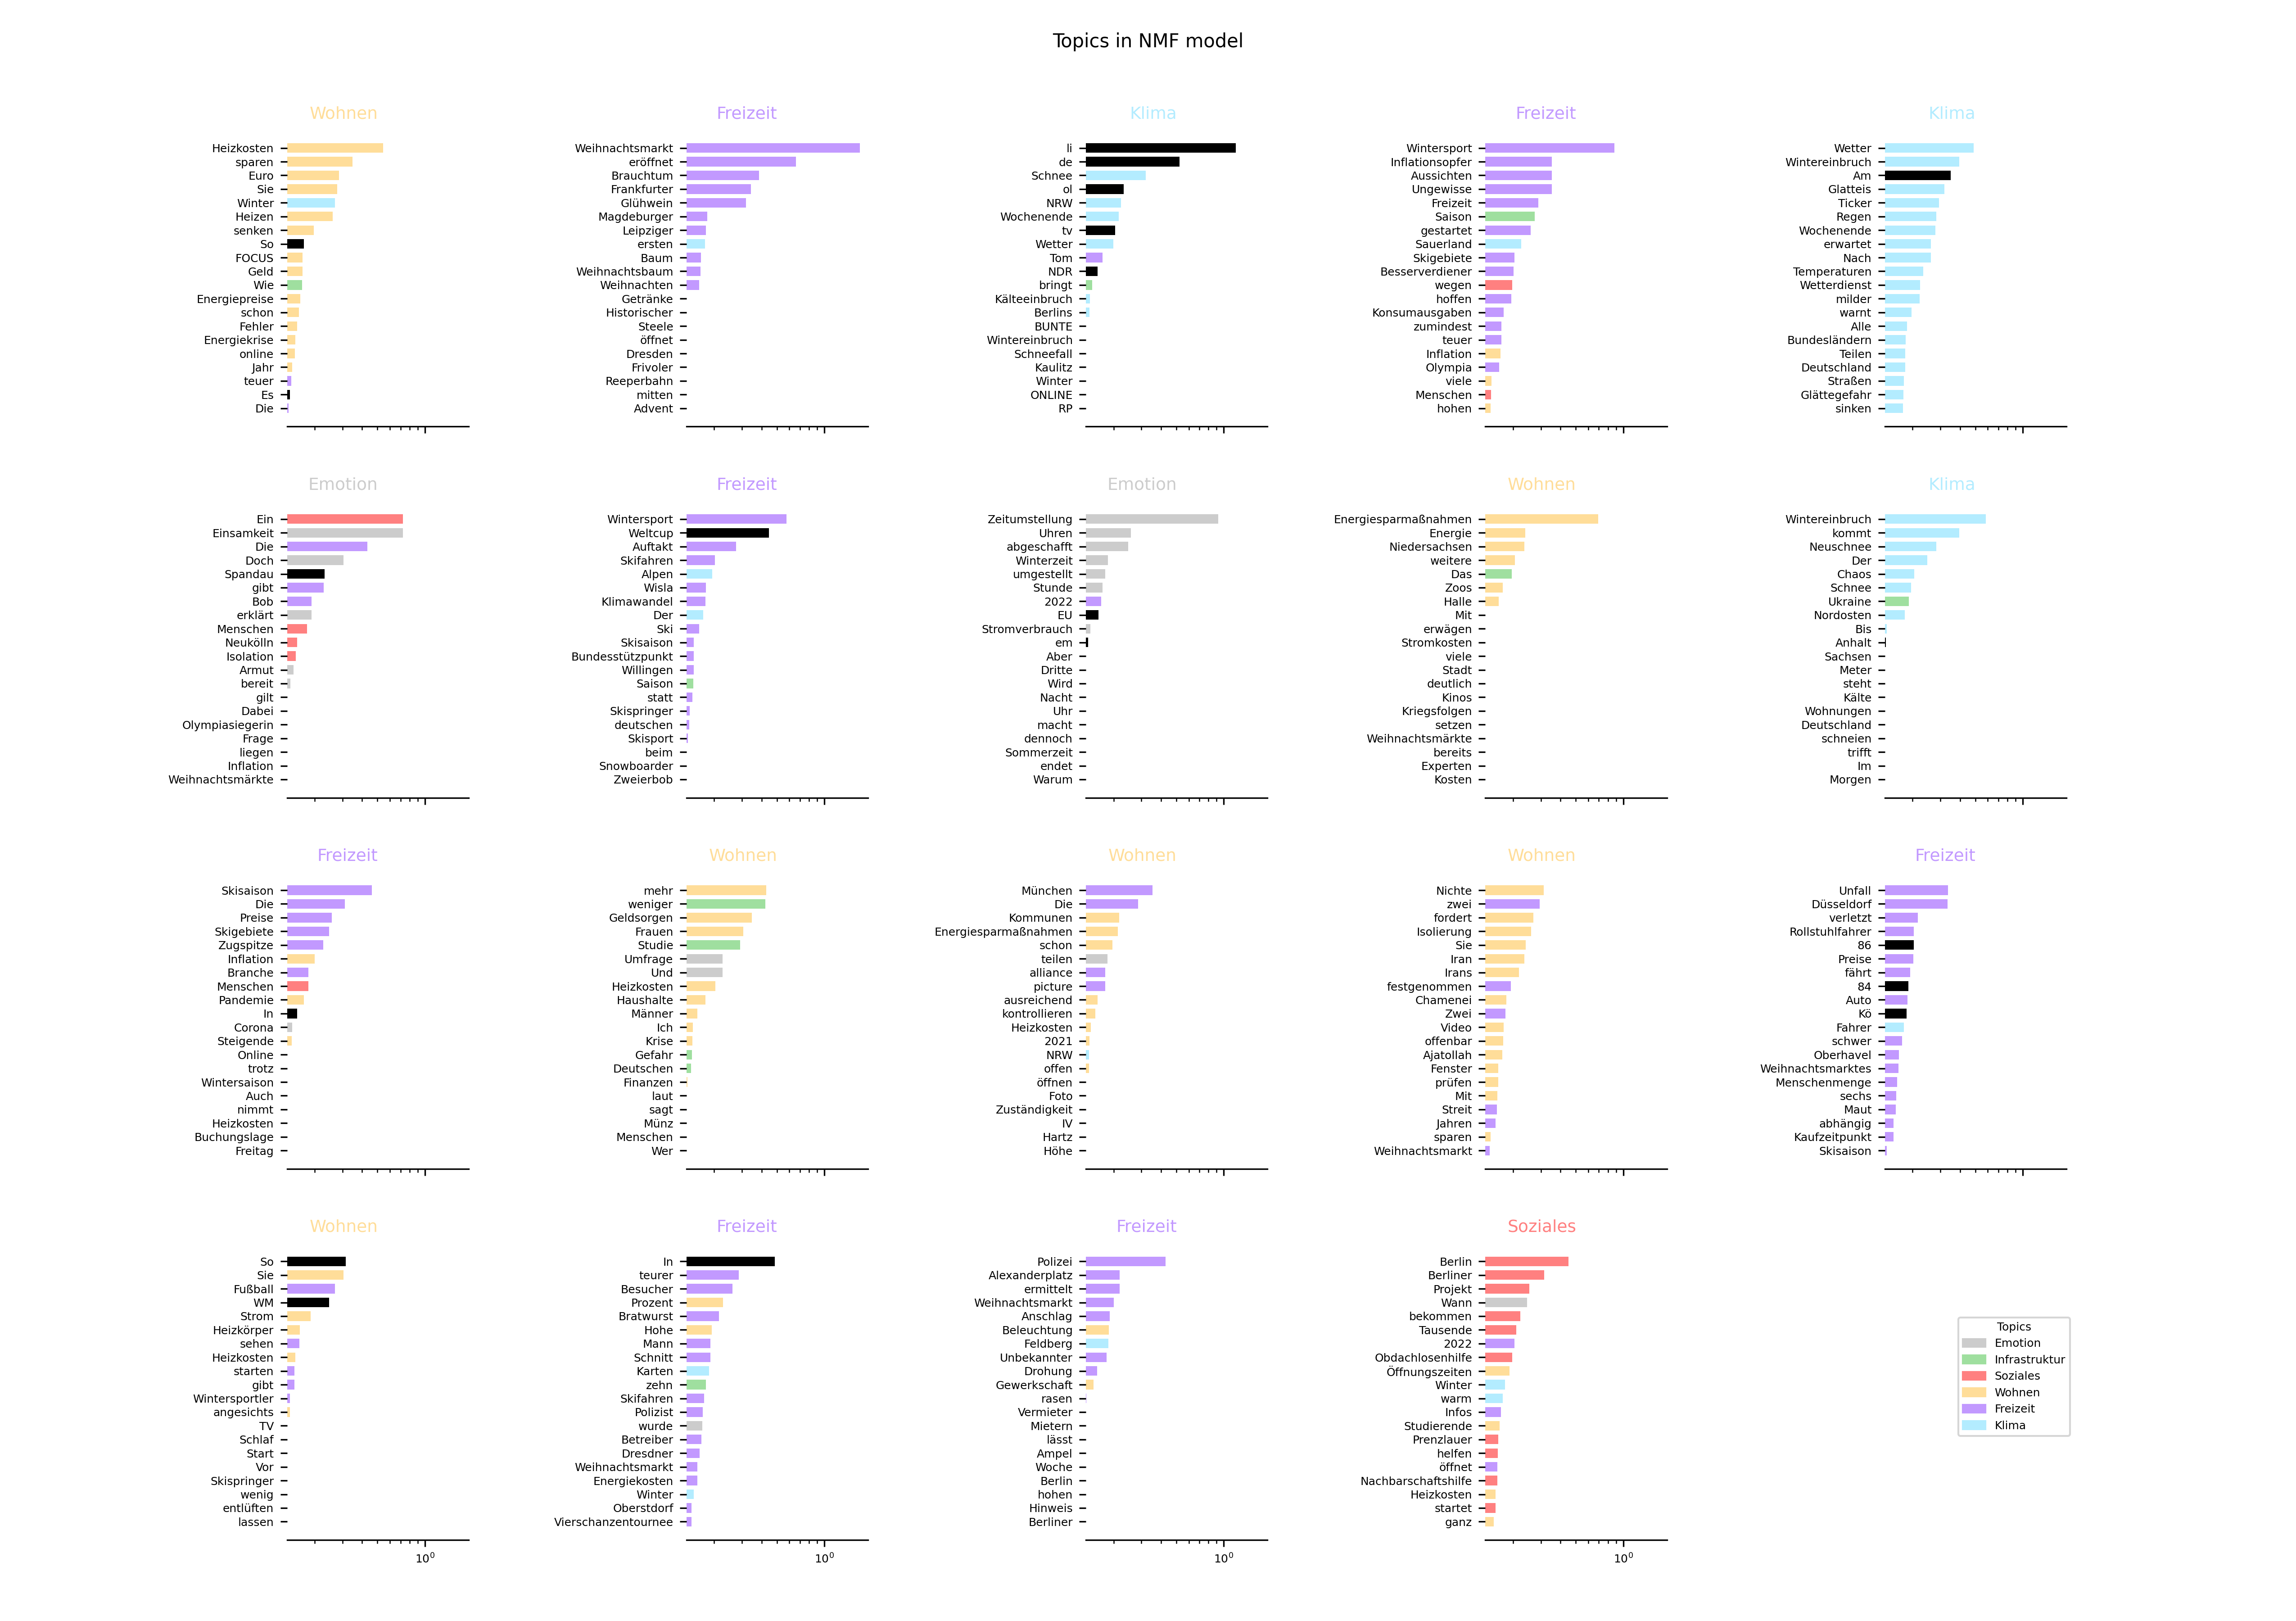 Topics in NMF model
Wohnen
Heizkosten
sparen
Euro
Sie
Winter
Heizen
senken
So
FOCUS
Geld
Wie
Energiepreise
schon
Fehler
Energiekrise
online
Jahr
teuer
Es
Die
Freizeit
Weihnachtsmarkt
eröffnet
Brauchtum
Frankfurter
Glühwein
Magdeburger
Leipziger
ersten
Baum
Weihnachtsbaum
Weihnachten
Getränke
Historischer
Steele
öffnet
Dresden
Frivoler
Reeperbahn
mitten
Advent
Klima
li
de
Schnee
ol
NRW
Wochenende
tv
Wetter
Tom
NDR
bringt
Kälteeinbruch
Berlins
BUNTE
Wintereinbruch
Schneefall
Kaulitz
Winter
ONLINE
RP
Freizeit
Wintersport
Inflationsopfer
Aussichten
Ungewisse
Freizeit
Saison
gestartet
Sauerland
Skigebiete
Besserverdiener
wegen
hoffen
Konsumausgaben
zumindest
teuer
Inflation
Olympia
viele
Menschen
hohen
Klima
Wetter
Wintereinbruch
Am
Glatteis
Ticker
Regen
Wochenende
erwartet
Nach
Temperaturen
Wetterdienst
milder
warnt
Alle
Bundesländern
Teilen
Deutschland
Straßen
Glättegefahr
sinken
Emotion
Ein
Einsamkeit
Die
Doch
Spandau
gibt
Bob
erklärt
Menschen
Neukölln
Isolation
Armut
bereit
gilt
Dabei
Olympiasiegerin
Frage
liegen
Inflation
Weihnachtsmärkte
Freizeit
Wintersport
Weltcup
Auftakt
Skifahren
Alpen
Wisla
Klimawandel
Der
Ski
Skisaison
Bundesstützpunkt
Willingen
Saison
statt
Skispringer
deutschen
Skisport
beim
Snowboarder
Zweierbob
Emotion
Zeitumstellung
Uhren
abgeschafft
Winterzeit
umgestellt
Stunde
2022
EU
Stromverbrauch
em
Aber
Dritte
Wird
Nacht
Uhr
macht
dennoch
Sommerzeit
endet
Warum
Wohnen
Energiesparmaßnahmen
Energie
Niedersachsen
weitere
Das
Zoos
Halle
Mit
erwägen
Stromkosten
viele
Stadt
deutlich
Kinos
Kriegsfolgen
setzen
Weihnachtsmärkte
bereits
Experten
Kosten
Klima
Wintereinbruch
kommt
Neuschnee
Der
Chaos
Schnee
Ukraine
Nordosten
Bis
Anhalt
Sachsen
Meter
steht
Kälte
Wohnungen
Deutschland
schneien
trifft
Im
Morgen
Freizeit
Skisaison
Die
Preise
Skigebiete
Zugspitze
Inflation
Branche
Menschen
Pandemie
In
Corona
Steigende
Online
trotz
Wintersaison
Auch
nimmt
Heizkosten
Buchungslage
Freitag
Wohnen
mehr
weniger
Geldsorgen
Frauen
Studie
Umfrage
Und
Heizkosten
Haushalte
Männer
Ich
Krise
Gefahr
Deutschen
Finanzen
laut
sagt
Münz
Menschen
Wer
Wohnen
München
Die
Kommunen
Energiesparmaßnahmen
schon
teilen
alliance
picture
ausreichend
kontrollieren
Heizkosten
2021
NRW
offen
öffnen
Foto
Zuständigkeit
IV
Hartz
Höhe
Wohnen
Nichte
zwei
fordert
Isolierung
Sie
Iran
Irans
festgenommen
Chamenei
Zwei
Video
offenbar
Ajatollah
Fenster
prüfen
Mit
Streit
Jahren
sparen
Weihnachtsmarkt
Freizeit
Unfall
Düsseldorf
verletzt
Rollstuhlfahrer
86
Preise
fährt
84
Auto
Kö
Fahrer
schwer
Oberhavel
Weihnachtsmarktes
Menschenmenge
sechs
Maut
abhängig
Kaufzeitpunkt
Skisaison
Wohnen
So
Sie
Fußball
WM
Strom
Heizkörper
sehen
Heizkosten
starten
gibt
Wintersportler
angesichts
TV
Schlaf
Start
Vor
Skispringer
wenig
entlüften
lassen
10⁰
Freizeit
In
teurer
Besucher
Prozent
Bratwurst
Hohe
Mann
Schnitt
Karten
zehn
Skifahren
Polizist
wurde
Betreiber
Dresdner
Weihnachtsmarkt
Energiekosten
Winter
Oberstdorf
Vierschanzentournee
10⁰
Freizeit
Polizei
Alexanderplatz
ermittelt
Weihnachtsmarkt
Anschlag
Beleuchtung
Feldberg
Unbekannter
Drohung
Gewerkschaft
rasen
Vermieter
Mietern
lässt
Ampel
Woche
Berlin
hohen
Hinweis
Berliner
10⁰
Soziales
Berlin
Berliner
Projekt
Wann
bekommen
Tausende
2022
Obdachlosenhilfe
Öffnungszeiten
Winter
warm
Infos
Studierende
Prenzlauer
helfen
öffnet
Nachbarschaftshilfe
Heizkosten
startet
ganz
10⁰
Topics
Emotion
Infrastruktur
Soziales
Wohnen
Freizeit
Klima